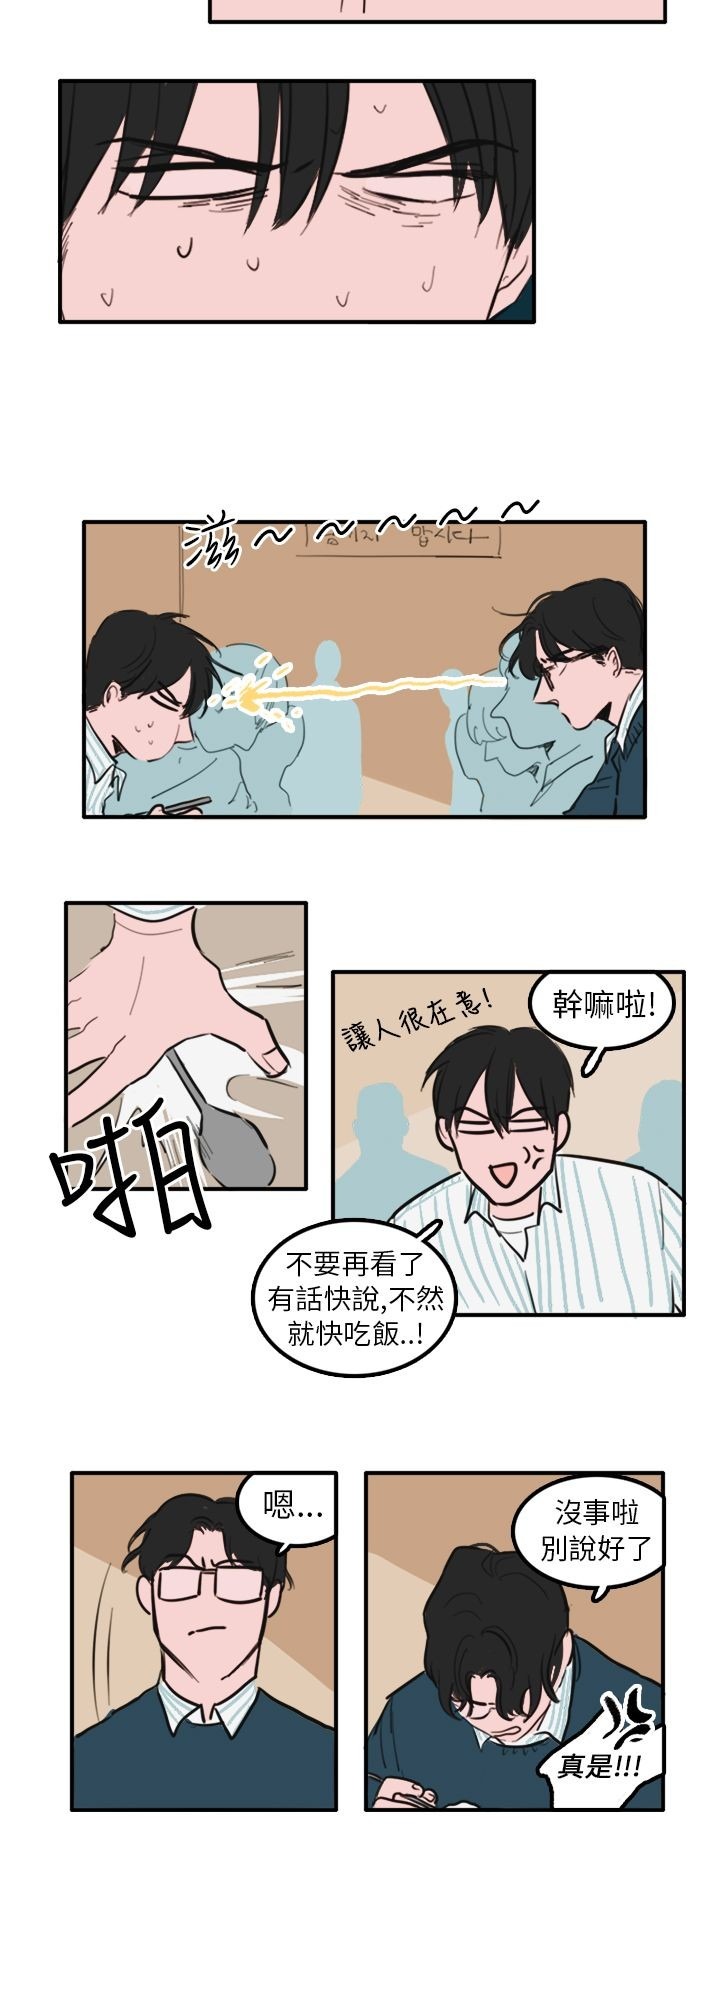 滋~~~~~
맙시다
啪
幹嘛啦!
讓人很在意!
不要再看了
有話快說,不然
就快吃飯..!
嗯...
沒事啦
別說好了
真是!!!